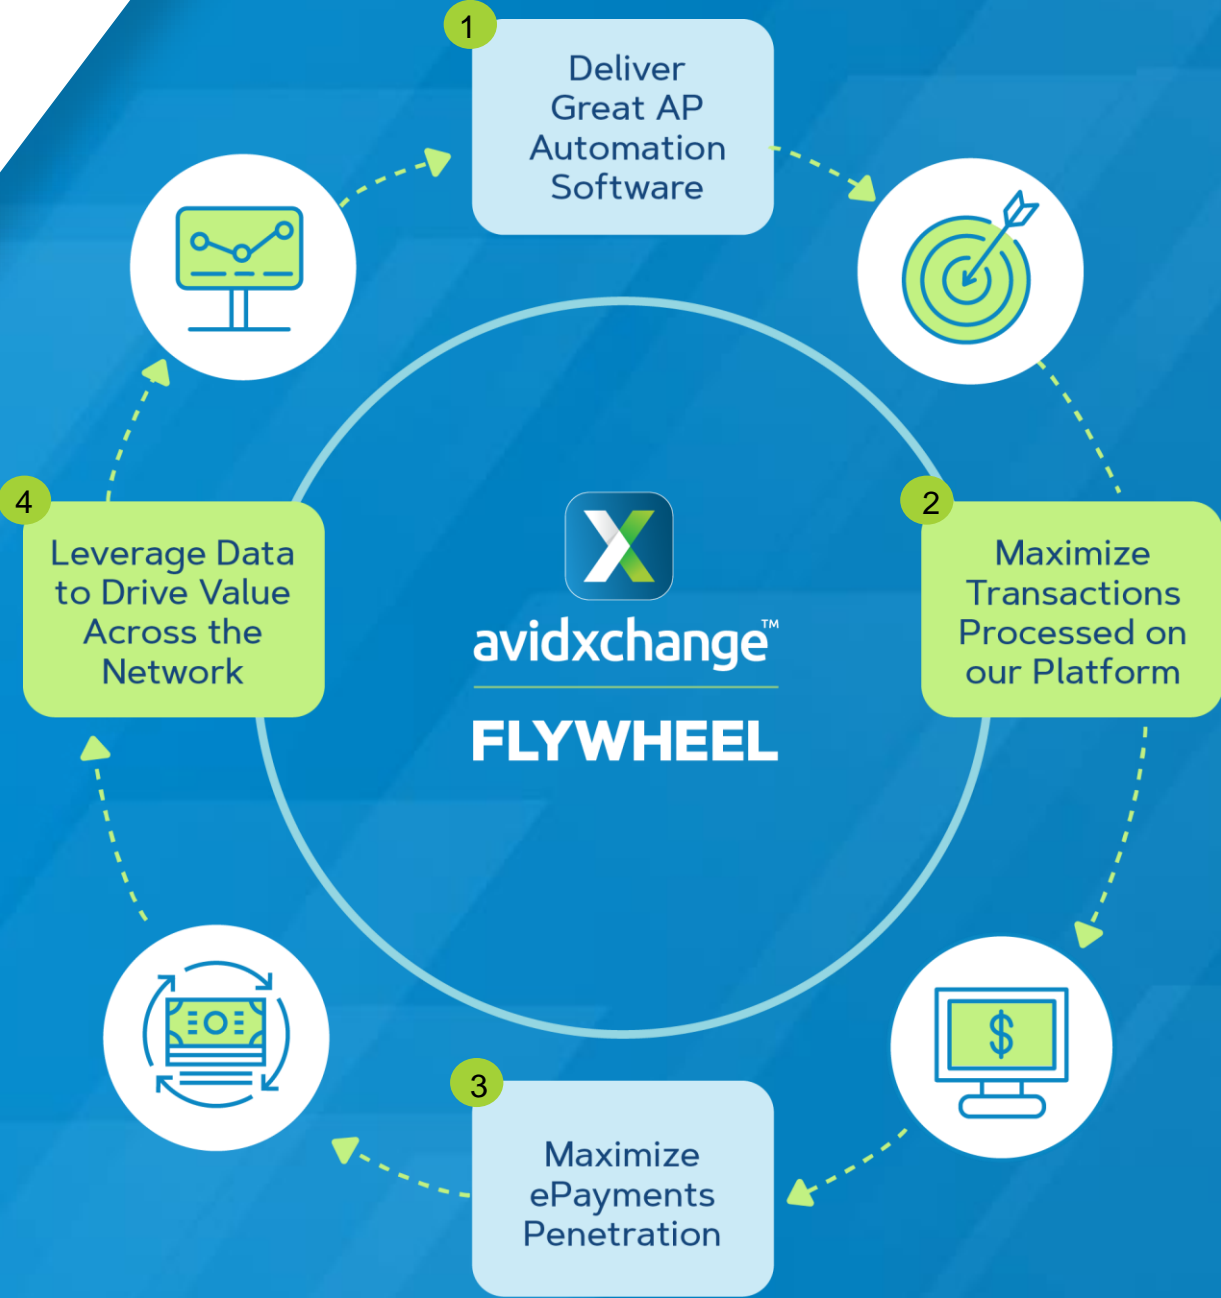 1
Deliver
Great AP
Automation
Software
2
Maximize
Transactions
Processed on
our Platform
3
Maximize
ePayments
Penetration
4
Leverage Data
to Drive Value
Across the
Network
avidxchange™
FLYWHEEL
$